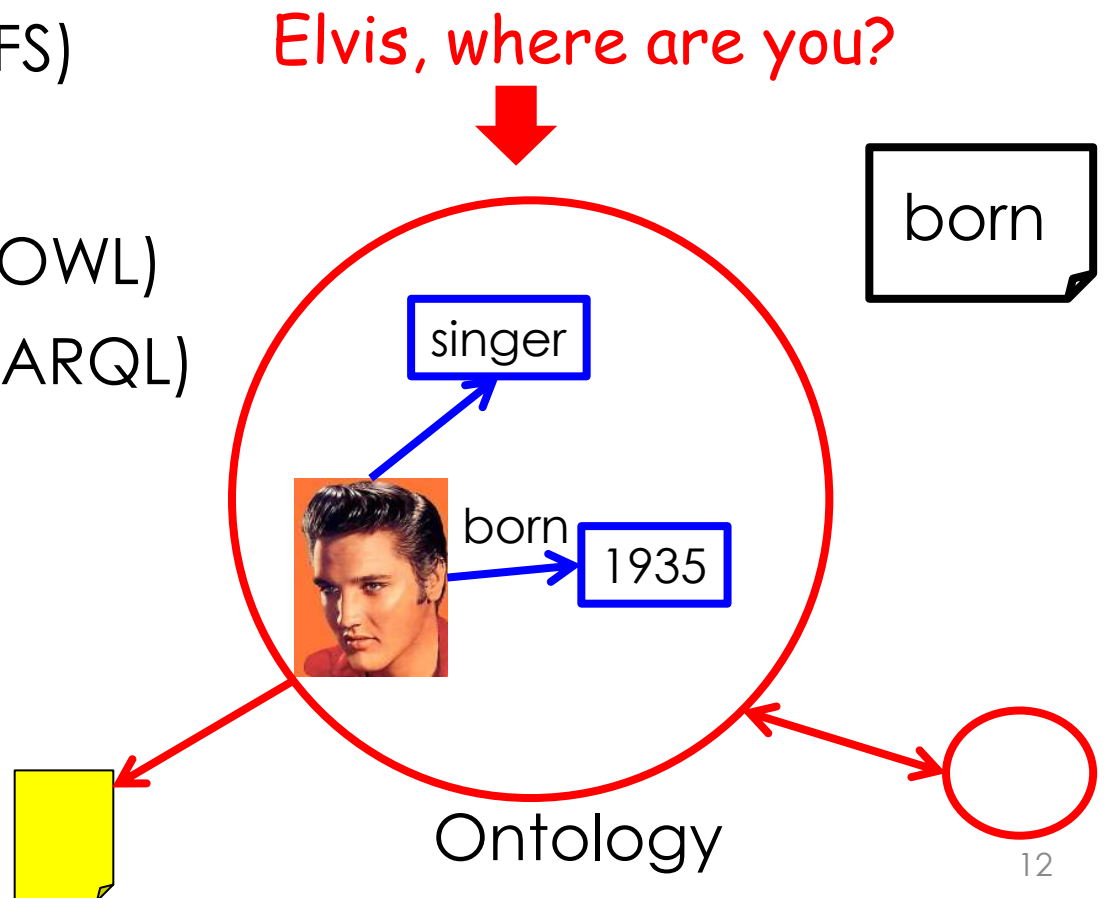 FS)
Elvis, where are you?
born
OWL)
singer
ARQL)
born
1935
Ontology
12